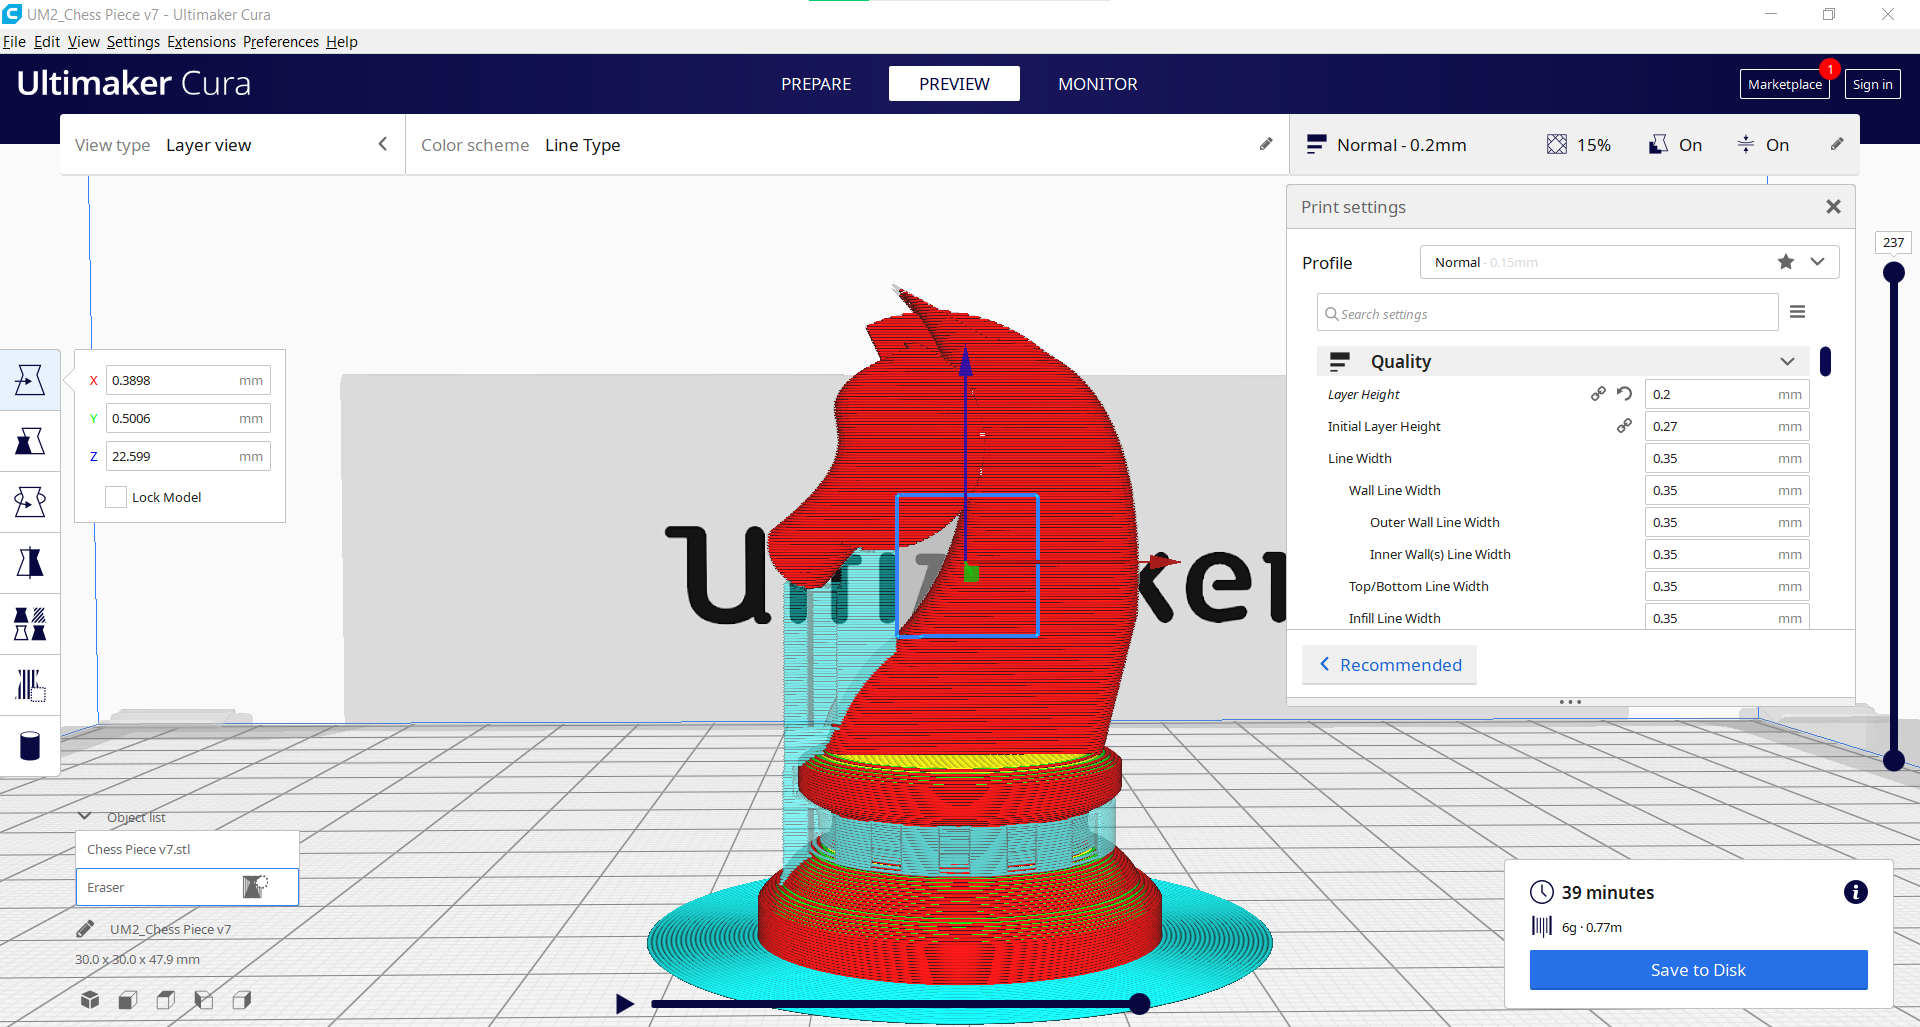 UM2_Chess Piece v7 - Ultimaker Cura
File Edit View Settings Extensions Preferences Help
Ultimaker Cura
PREPARE
PREVIEW
MONITOR
1
Marketplace
Sign in
View type Layer view
Color scheme Line Type
Normal - 0.2mm
15%
On
On
Print settings
237
Profile
Normal - 0.15mm
Search settings
Quality
Layer Height 0.2 mm
Initial Layer Height 0.27 mm
Line Width 0.35 mm
Wall Line Width 0.35 mm
Outer Wall Line Width 0.35 mm
Inner Wall(s) Line Width 0.35 mm
Top/Bottom Line Width 0.35 mm
Infill Line Width 0.35 mm
Recommended
X 0.3898 mm
Y 0.5006 mm
Z 22.599 mm
Lock Model
Object list
Chess Piece v7.stl
Eraser
UM2_Chess Piece v7
30.0 x 30.0 x 47.9 mm
39 minutes
6g · 0.77m
Save to Disk